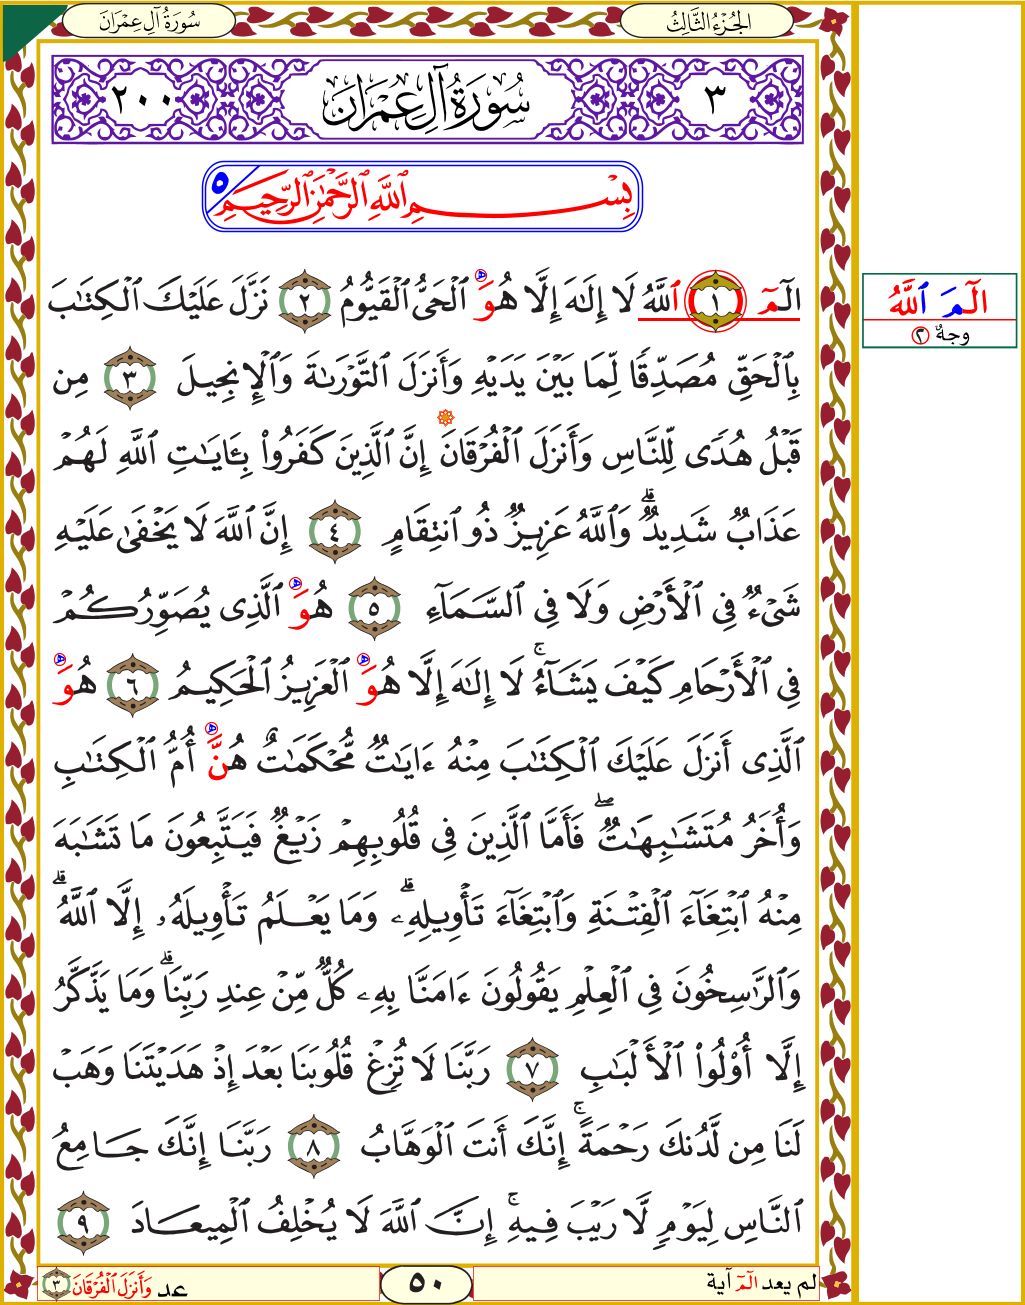 الجُزْءُ الثَّالِثُ
سُورَةُ آلِ عِمْرَانَ
٣ سُورَةُ آلِ عِمْرَانَ ٢٠٠
بِسْمِ ٱللَّهِ ٱلرَّحْمَٰنِ ٱلرَّحِيمِ ٥
الٓمٓ ١ ٱللَّهُ لَا إِلَٰهَ إِلَّا هُوَ ٱلْحَىُّ ٱلْقَيُّومُ ٢ نَزَّلَ عَلَيْكَ ٱلْكِتَٰبَ
بِٱلْحَقِّ مُصَدِّقًا لِّمَا بَيْنَ يَدَيْهِ وَأَنزَلَ ٱلتَّوْرَىٰةَ وَٱلْإِنجِيلَ ٣ مِن
قَبْلُ هُدًى لِّلنَّاسِ وَأَنزَلَ ٱلْفُرْقَانَ إِنَّ ٱلَّذِينَ كَفَرُوا۟ بِـَٔايَٰتِ ٱللَّهِ لَهُمْ
عَذَابٌ شَدِيدٌ ۗ وَٱللَّهُ عَزِيزٌ ذُو ٱنتِقَامٍ ٤ إِنَّ ٱللَّهَ لَا يَخْفَىٰ عَلَيْهِ
شَىْءٌ فِى ٱلْأَرْضِ وَلَا فِى ٱلسَّمَآءِ ٥ هُوَ ٱلَّذِى يُصَوِّرُكُمْ
فِى ٱلْأَرْحَامِ كَيْفَ يَشَآءُ ۚ لَا إِلَٰهَ إِلَّا هُوَ ٱلْعَزِيزُ ٱلْحَكِيمُ ٦ هُوَ
ٱلَّذِى أَنزَلَ عَلَيْكَ ٱلْكِتَٰبَ مِنْهُ ءَايَٰتٌ مُّحْكَمَٰتٌ هُنَّ أُمُّ ٱلْكِتَٰبِ
وَأُخَرُ مُتَشَٰبِهَٰتٌ ۖ فَأَمَّا ٱلَّذِينَ فِى قُلُوبِهِمْ زَيْغٌ فَيَتَّبِعُونَ مَا تَشَٰبَهَ
مِنْهُ ٱبْتِغَآءَ ٱلْفِتْنَةِ وَٱبْتِغَآءَ تَأْوِيلِهِۦ ۗ وَمَا يَعْلَمُ تَأْوِيلَهُۥ إِلَّا ٱللَّهُ ۗ
وَٱلرَّٰسِخُونَ فِى ٱلْعِلْمِ يَقُولُونَ ءَامَنَّا بِهِۦ كُلٌّ مِّنْ عِندِ رَبِّنَا ۗ وَمَا يَذَّكَّرُ
إِلَّا أُو۟لُوا۟ ٱلْأَلْبَٰبِ ٧ رَبَّنَا لَا تُزِغْ قُلُوبَنَا بَعْدَ إِذْ هَدَيْتَنَا وَهَبْ
لَنَا مِن لَّدُنكَ رَحْمَةً ۚ إِنَّكَ أَنتَ ٱلْوَهَّابُ ٨ رَبَّنَا إِنَّكَ جَامِعُ
ٱلنَّاسِ لِيَوْمٍ لَّا رَيْبَ فِيهِ ۚ إِنَّ ٱللَّهَ لَا يُخْلِفُ ٱلْمِيعَادَ ٩
الٓمَ ٱللَّهُ
وجهٌ ٢
لم يعد الٓمٓ آية
٥٠
عد وَأَنزَلَ ٱلْفُرْقَانَ ٣